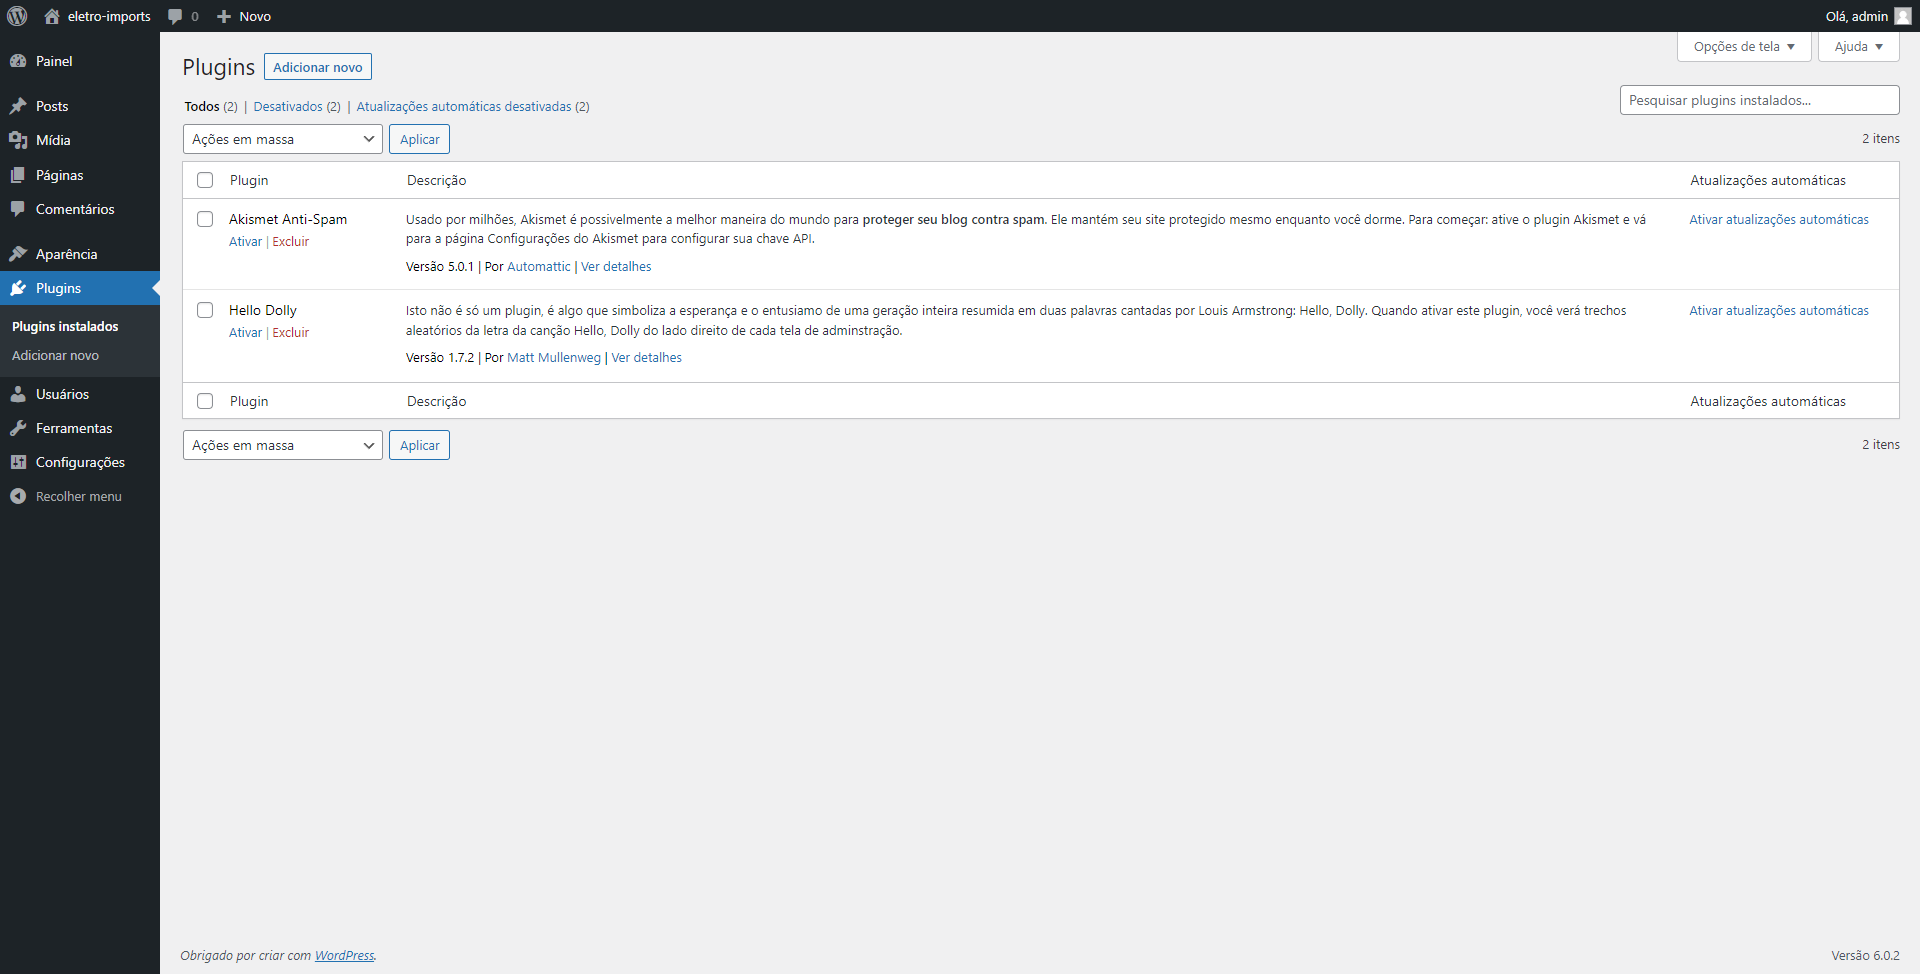 eletro-imports
0
Novo
Olá, admin
Painel
Posts
Mídia
Páginas
Comentários
Aparência
Plugins
Plugins instalados
Adicionar novo
Usuários
Ferramentas
Configurações
Recolher menu
Opções de tela
Ajuda
Plugins
Adicionar novo
Todos (2) | Desativados (2) | Atualizações automáticas desativadas (2)
Pesquisar plugins instalados...
Ações em massa
Aplicar
2 itens
Plugin
Descrição
Atualizações automáticas
Akismet Anti-Spam
Ativar | Excluir
Usado por milhões, Akismet é possivelmente a melhor maneira do mundo para proteger seu blog contra spam. Ele mantém seu site protegido mesmo enquanto você dorme. Para começar: ative o plugin Akismet e vá
para a página Configurações do Akismet para configurar sua chave API.
Versão 5.0.1 | Por Automattic | Ver detalhes
Ativar atualizações automáticas
Hello Dolly
Ativar | Excluir
Isto não é só um plugin, é algo que simboliza a esperança e o entusiamo de uma geração inteira resumida em duas palavras cantadas por Louis Armstrong: Hello, Dolly. Quando ativar este plugin, você verá trechos
aleatórios da letra da canção Hello, Dolly do lado direito de cada tela de adminstração.
Versão 1.7.2 | Por Matt Mullenweg | Ver detalhes
Ativar atualizações automáticas
Plugin
Descrição
Atualizações automáticas
Ações em massa
Aplicar
2 itens
Obrigado por criar com WordPress.
Versão 6.0.2